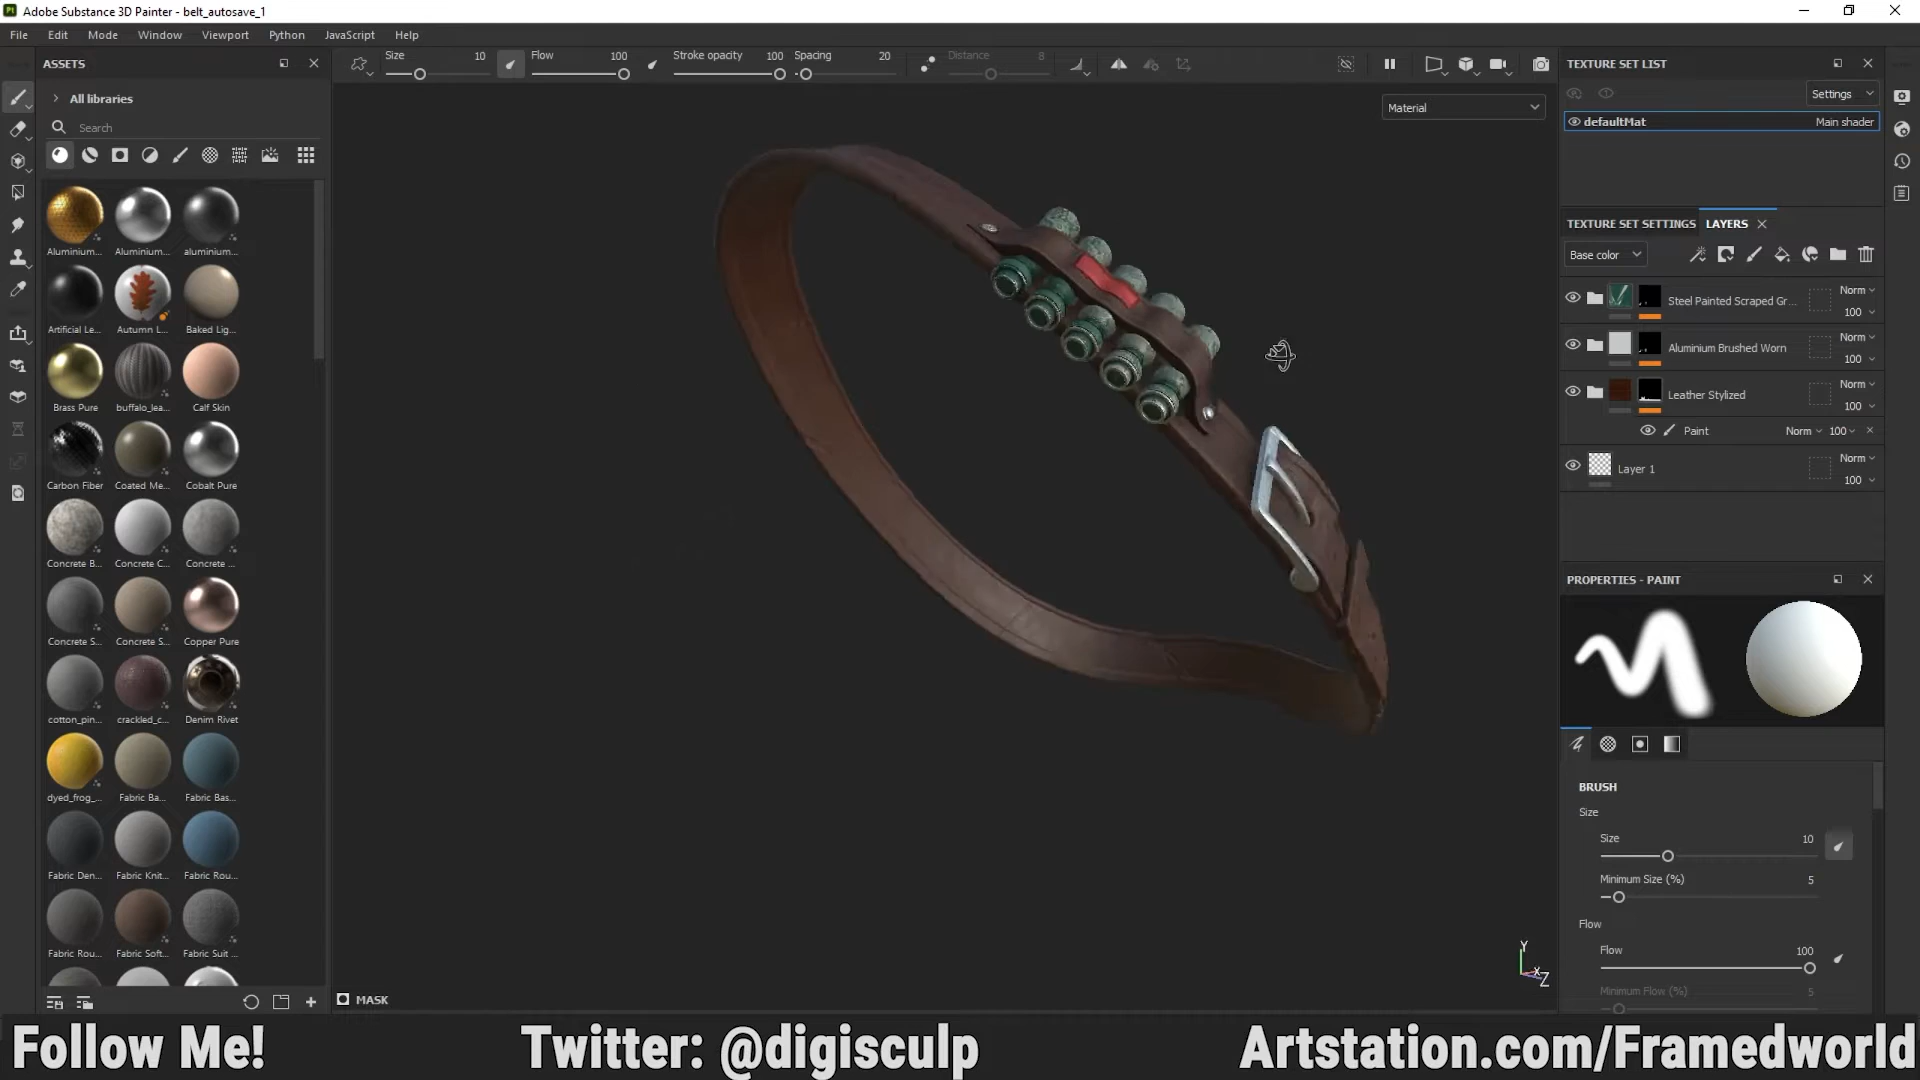 Adobe Substance 3D Painter - belt_autosave_1
File Edit Mode Window Viewport Python JavaScript Help
ASSETS
Size 10 Flow 100 Stroke opacity 100 Spacing 20 Distance 8
TEXTURE SET LIST
All libraries
Search
Material
Settings
defaultMat Main shader
TEXTURE SET SETTINGS LAYERS
Base color
Steel Painted Scraped Gr... Norm 100
Aluminium Brushed Worn Norm 100
Leather Stylized Norm 100
Paint Norm 100
Layer 1 Norm 100
Aluminium... Aluminium... aluminium...
Artificial Le... Autumn L... Baked Lig...
Brass Pure buffalo_lea... Calf Skin
Carbon Fiber Coated Me... Cobalt Pure
Concrete B... Concrete C... Concrete ...
Concrete S... Concrete S... Copper Pure
cotton_pin... crackled_c... Denim Rivet
dyed_frog_... Fabric Ba... Fabric Bas...
Fabric Den... Fabric Knit... Fabric Rou...
Fabric Rou... Fabric Soft... Fabric Suit ...
PROPERTIES - PAINT
BRUSH
Size
Size 10
Minimum Size (%) 5
Flow
Flow 100
Minimum Flow (%) 5
Y
X
Z
MASK
Follow Me! Twitter: @digisculp Artstation.com/Framedworld